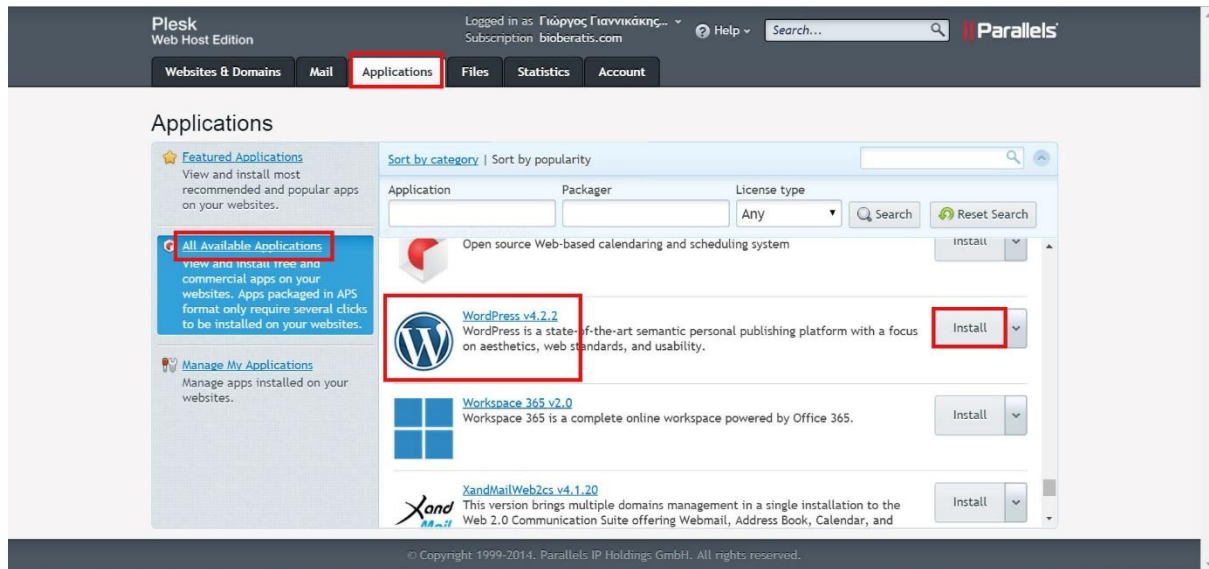 Plesk
Web Host Edition
Logged in as Γιώργος Γιαννικάκης...
Subscription bioberatis.com
Help
Search...
Parallels
Websites & Domains Mail Applications Files Statistics Account
Applications
Featured Applications
View and install most
recommended and popular apps
on your websites.
All Available Applications
View and install free and
commercial apps on your
websites. Apps packaged in APS
format only require several clicks
to be installed on your websites.
Manage My Applications
Manage apps installed on your
websites.
Sort by category | Sort by popularity
Application Packager License type
Any Search Reset Search
Open source Web-based calendaring and scheduling system
Install
WordPress v4.2.2
WordPress is a state-of-the-art semantic personal publishing platform with a focus
on aesthetics, web standards, and usability.
Install
Workspace 365 v2.0
Workspace 365 is a complete online workspace powered by Office 365.
Install
Xand
Mail
XandMailWeb2cs v4.1.20
This version brings multiple domains management in a single installation to the
Web 2.0 Communication Suite offering Webmail, Address Book, Calendar, and
Install
© Copyright 1999-2014. Parallels IP Holdings GmbH. All rights reserved.